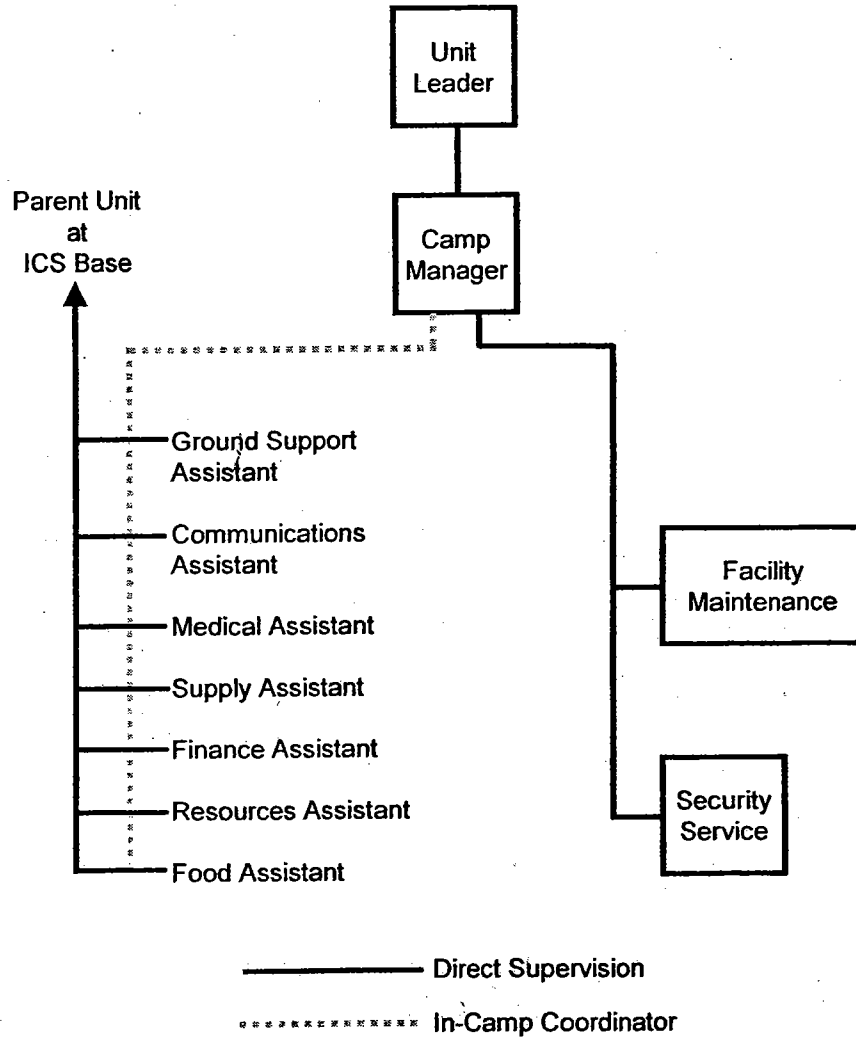 Unit
Leader
Parent Unit
at
ICS Base
Camp
Manager
Ground Support
Assistant
Communications
Assistant
Medical Assistant
Supply Assistant
Finance Assistant
Resources Assistant
Food Assistant
Facility
Maintenance
Security
Service
Direct Supervision
In-Camp Coordinator